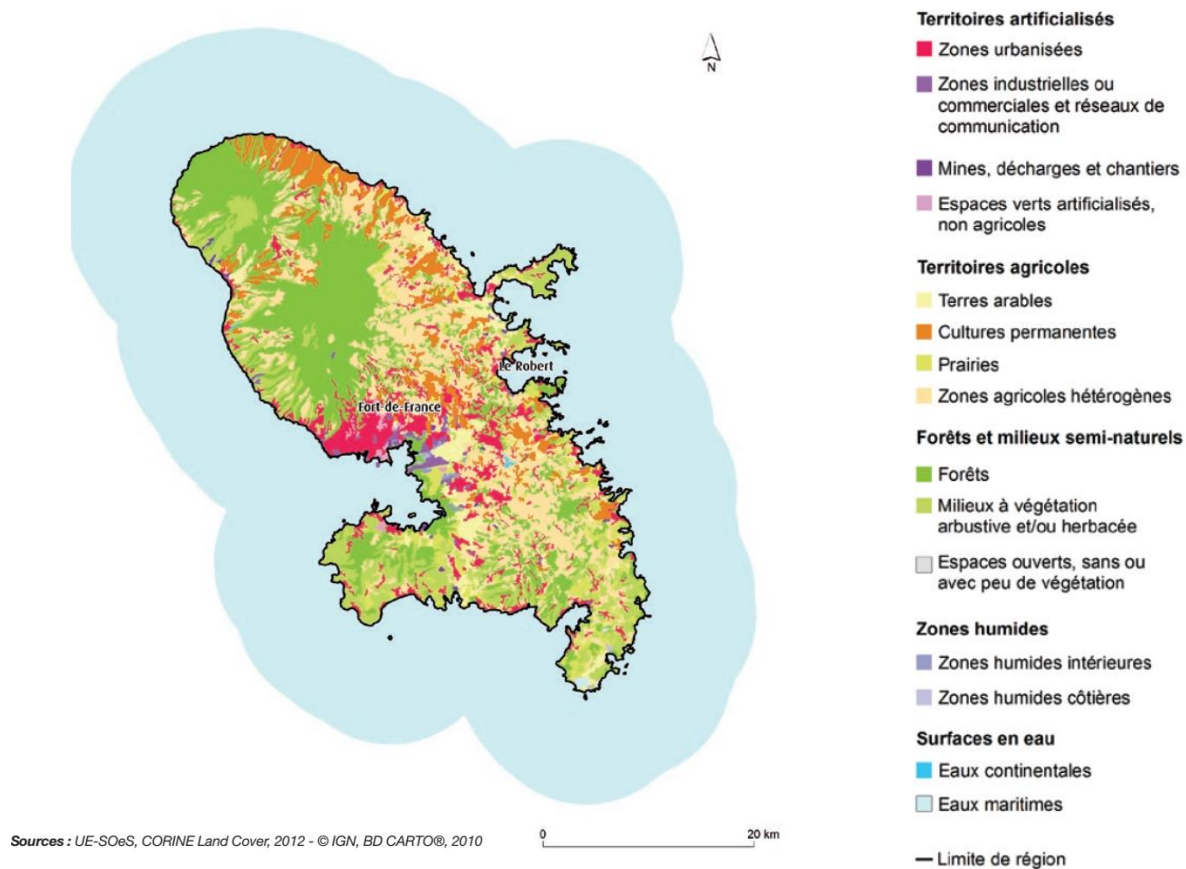 N
Le Robert
Fort-de-France
Sources : UE-SOeS, CORINE Land Cover, 2012 - © IGN, BD CARTO®, 2010
0
20 km
Territoires artificialisés
Zones urbanisées
Zones industrielles ou
commerciales et réseaux de
communication
Mines, décharges et chantiers
Espaces verts artificialisés,
non agricoles
Territoires agricoles
Terres arables
Cultures permanentes
Prairies
Zones agricoles hétérogènes
Forêts et milieux semi-naturels
Forêts
Milieux à végétation
arbustive et/ou herbacée
Espaces ouverts, sans ou
avec peu de végétation
Zones humides
Zones humides intérieures
Zones humides côtières
Surfaces en eau
Eaux continentales
Eaux maritimes
Limite de région